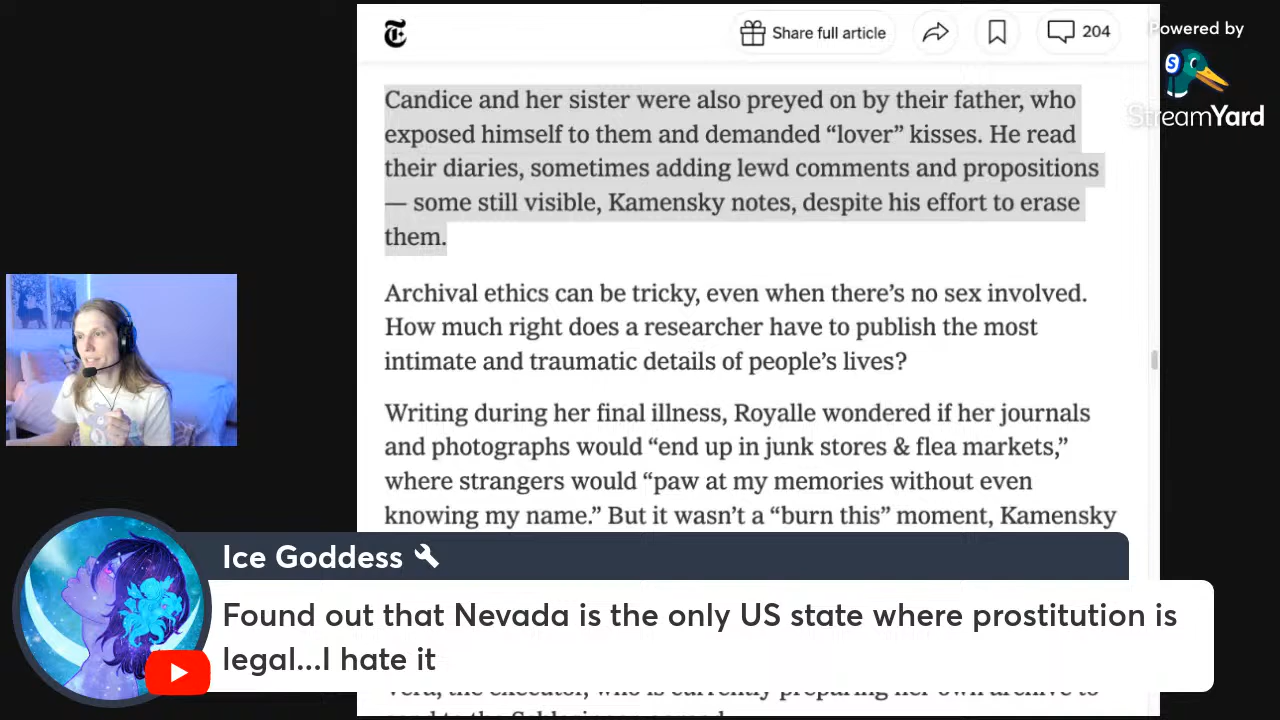 Share full article
204
Powered by
StreamYard
Candice and her sister were also preyed on by their father, who
exposed himself to them and demanded “lover” kisses. He read
their diaries, sometimes adding lewd comments and propositions
— some still visible, Kamensky notes, despite his effort to erase
them.
Archival ethics can be tricky, even when there’s no sex involved.
How much right does a researcher have to publish the most
intimate and traumatic details of people’s lives?
Writing during her final illness, Royalle wondered if her journals
and photographs would “end up in junk stores & flea markets,”
where strangers would “paw at my memories without even
knowing my name.” But it wasn’t a “burn this” moment, Kamensky
Ice Goddess
Found out that Nevada is the only US state where prostitution is
legal...I hate it